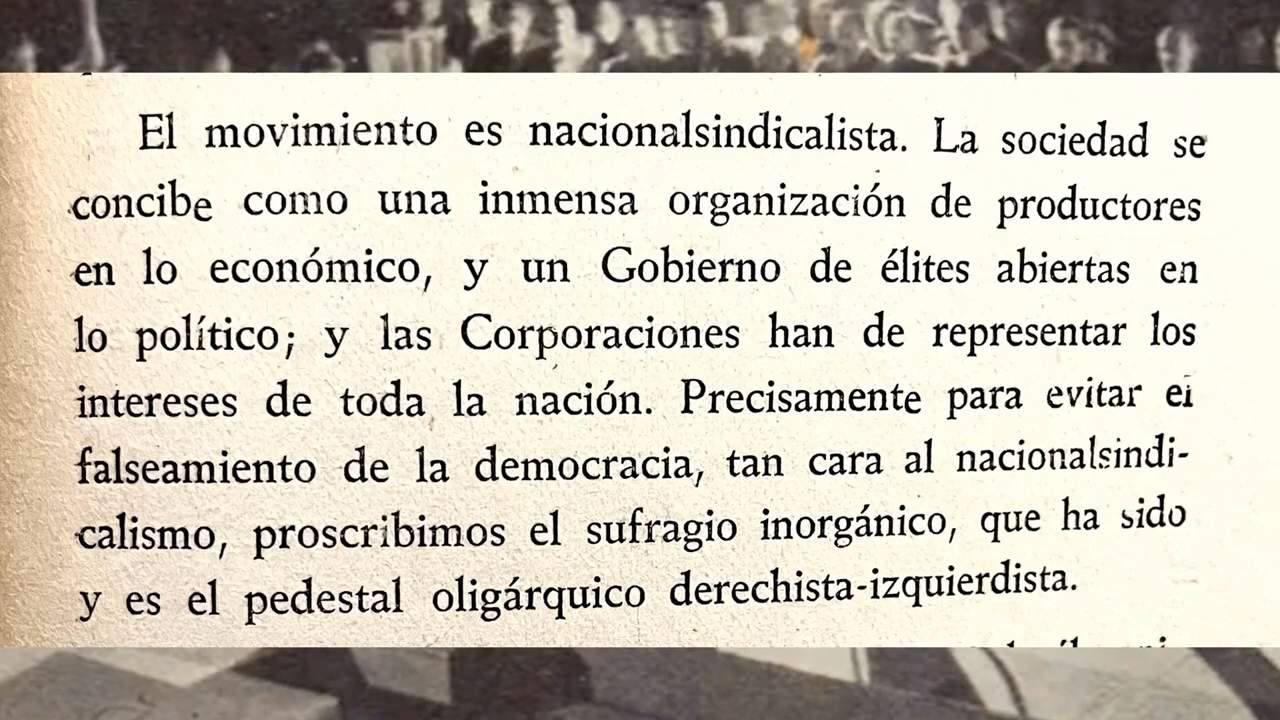 El movimiento es nacionalsindicalista. La sociedad se
concibe como una inmensa organización de productores
en lo económico, y un Gobierno de élites abiertas en
lo político; y las Corporaciones han de representar los
intereses de toda la nación. Precisamente para evitar el
falseamiento de la democracia, tan cara al nacionalsindi-
calismo, proscribimos el sufragio inorgánico, que ha sido
y es el pedestal oligárquico derechista-izquierdista.